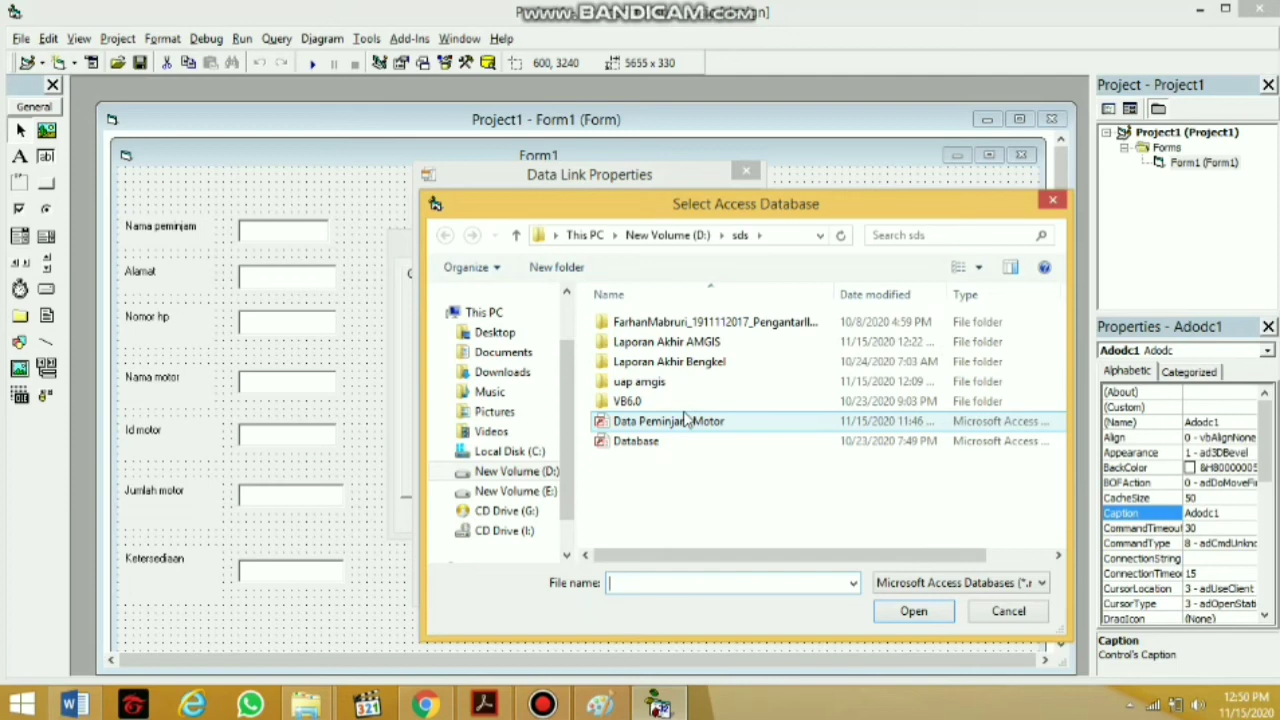 www.BANDICAM.com
File Edit View Project Format Debug Run Query Diagram Tools Add-Ins Window Help
600, 3240 5655 x 330
General
Project1 - Form1 (Form)
Form1
Nama peminjam
Alamat
Nomor hp
Nama motor
Id motor
Jumlah motor
Ketersediaan
Data Link Properties
Select Access Database
This PC New Volume (D:) sds
Search sds
Organize New folder
This PC
Desktop
Documents
Downloads
Music
Pictures
Videos
Local Disk (C:)
New Volume (D:)
New Volume (E:)
CD Drive (G:)
CD Drive (I:)
Name Date modified Type
FarhanMabruri_1911112017_PengantarIl... 10/8/2020 4:59 PM File folder
Laporan Akhir AMGIS 11/15/2020 12:22 ... File folder
Laporan Akhir Bengkel 10/24/2020 7:03 AM File folder
uap amgis 11/15/2020 12:09 ... File folder
VB6.0 10/23/2020 9:03 PM File folder
Data Peminjam Motor 11/15/2020 11:46 ... Microsoft Access ...
Database 10/23/2020 7:49 PM Microsoft Access ...
File name: Microsoft Access Databases (*.r
Open Cancel
Project - Project1
Project1 (Project1)
Forms
Form1 (Form1)
Properties - Adodc1
Adodc1 Adodc
Alphabetic Categorized
(About)
(Custom)
(Name) Adodc1
Align 0 - vbAlignNone
Appearance 1 - ad3DBevel
BackColor &H80000005
BOFAction 0 - adDoMoveFi
CacheSize 50
Caption Adodc1
CommandTimeout 30
CommandType 8 - adCmdUnkn
ConnectionString
ConnectionTimeo 15
CursorLocation 3 - adUseClient
CursorType 3 - adOpenStati
DragIcon (None)
Caption
Control's Caption
321
12:50 PM
11/15/2020